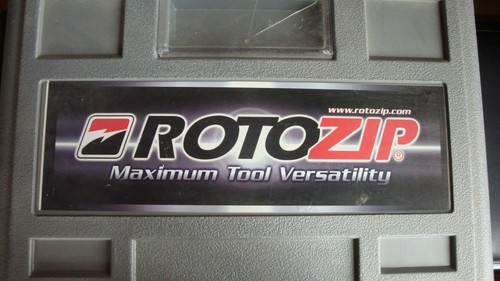 www.rotozip.com
ROTOZIP®
Maximum Tool Versatility